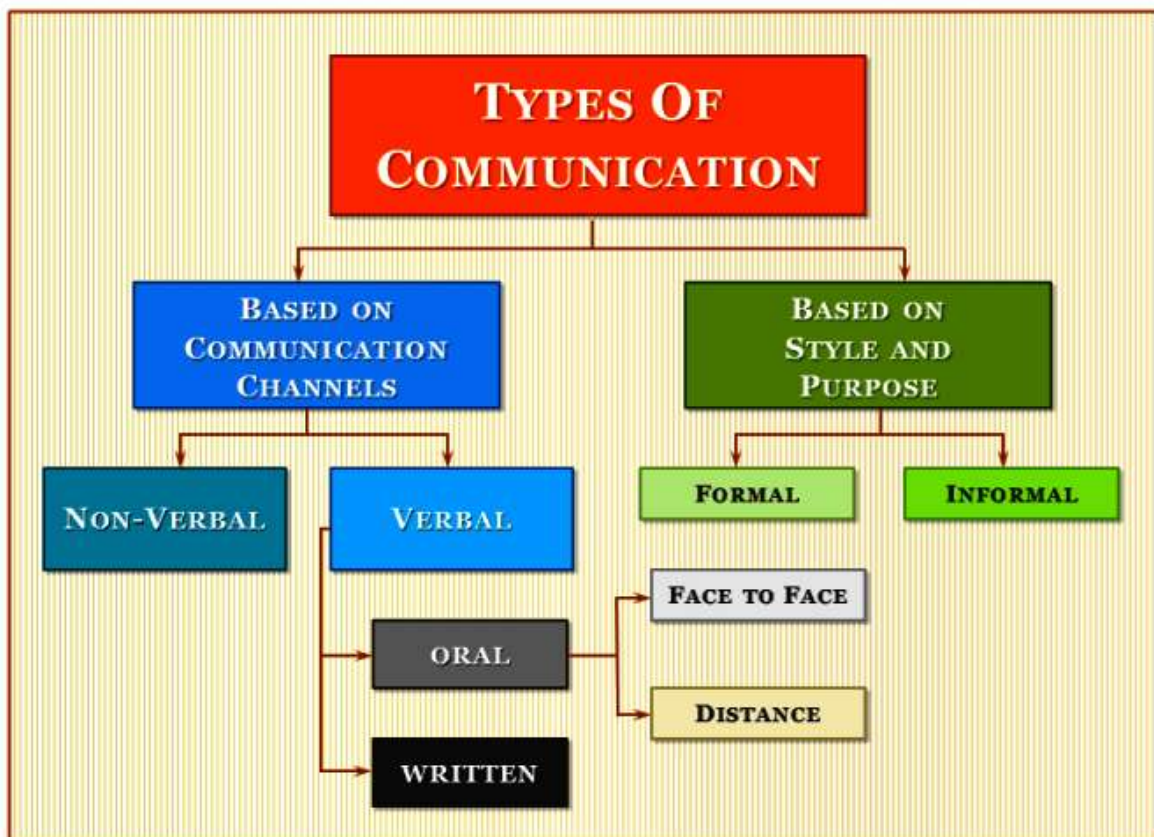 TYPES OF
COMMUNICATION
BASED ON
COMMUNICATION
CHANNELS
BASED ON
STYLE AND
PURPOSE
NON-VERBAL
VERBAL
FORMAL
INFORMAL
FACE TO FACE
ORAL
DISTANCE
WRITTEN